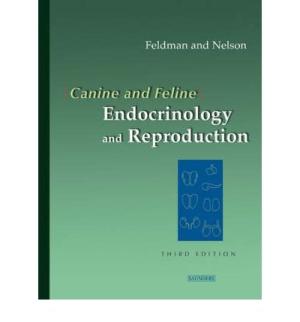 Feldman and Nelson
Canine and Feline
Endocrinology
and Reproduction
THIRD EDITION
SAUNDERS